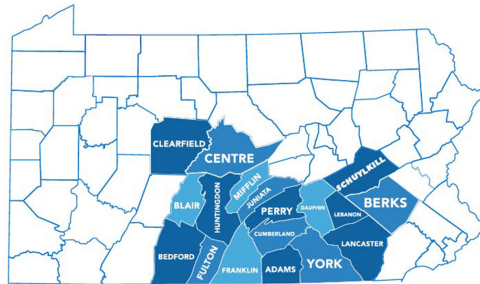 CLEARFIELD
CENTRE
SCHUYLKILL
MIFFLIN
HUNTINGDON
JUNIATA
BLAIR
PERRY
DAUPHIN
LEBANON
BERKS
CUMBERLAND
LANCASTER
BEDFORD
FULTON
FRANKLIN
ADAMS
YORK